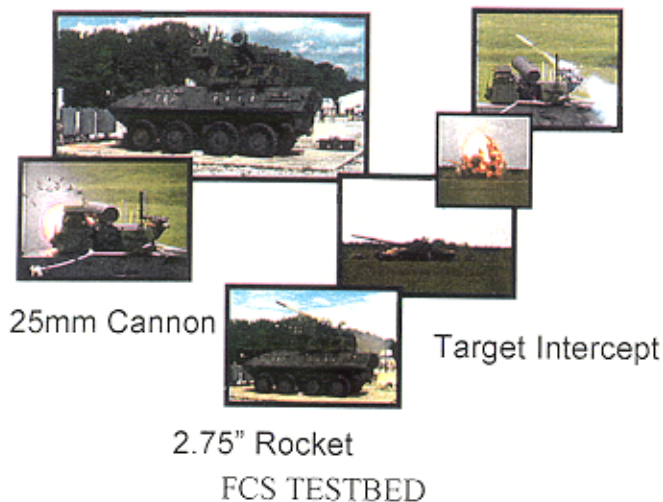 25mm Cannon
Target Intercept
2.75” Rocket
FCS TESTBED